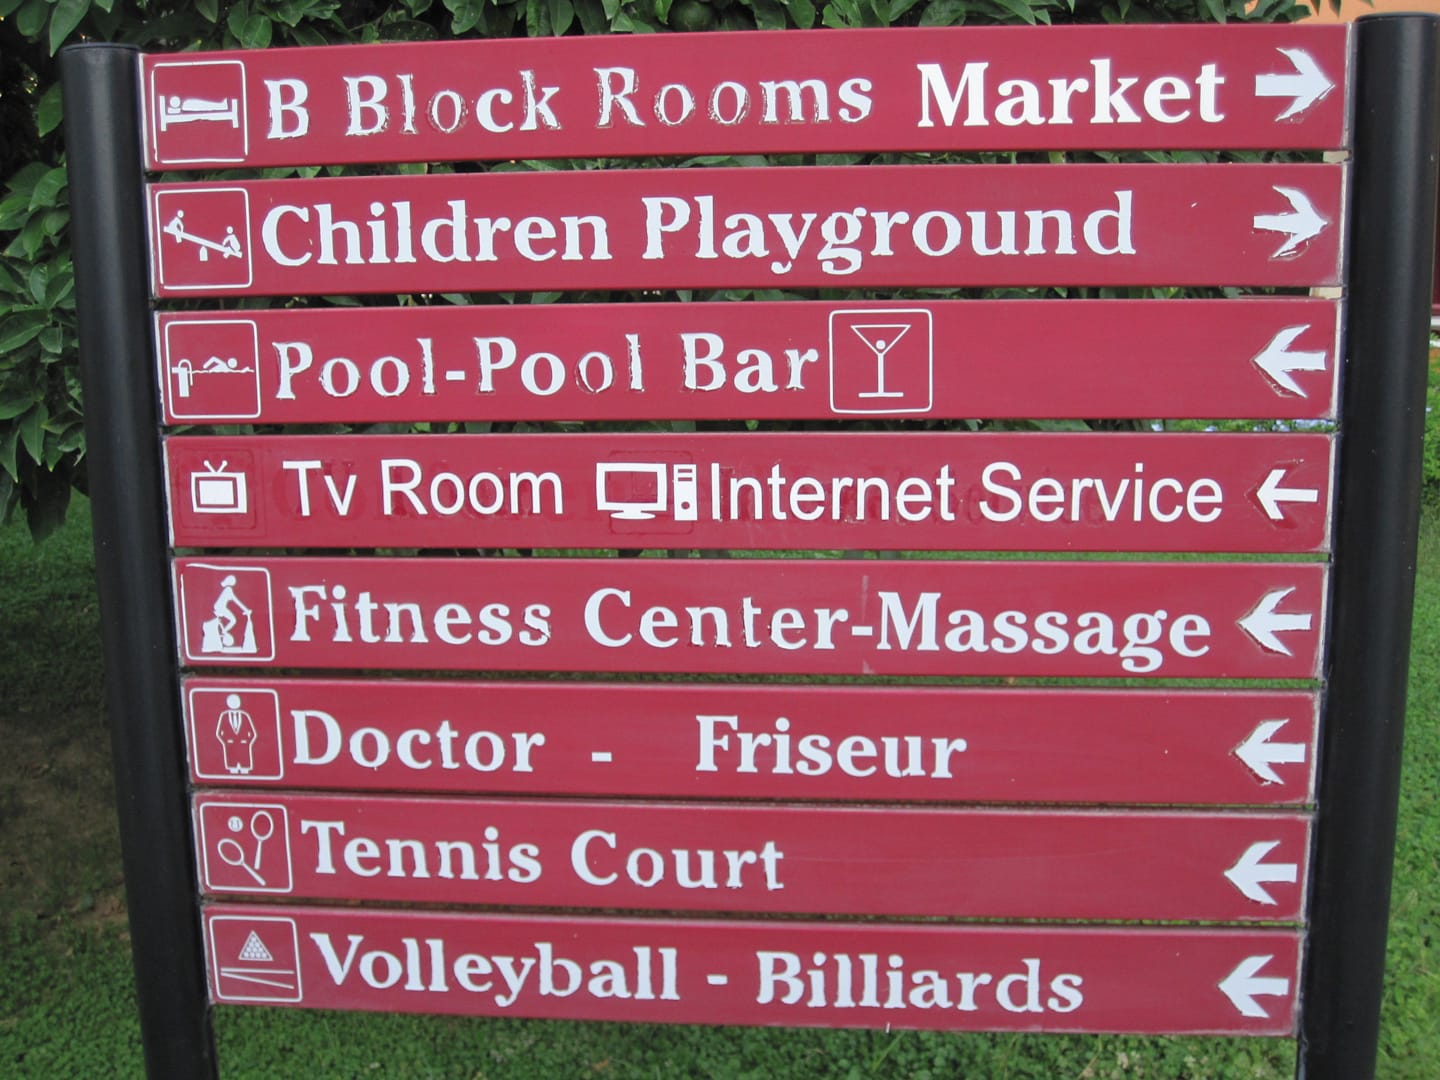 B Block Rooms Market
Children Playground
Pool-Pool Bar
Tv Room Internet Service
Fitness Center-Massage
Doctor - Friseur
Tennis Court
Volleyball - Billiards